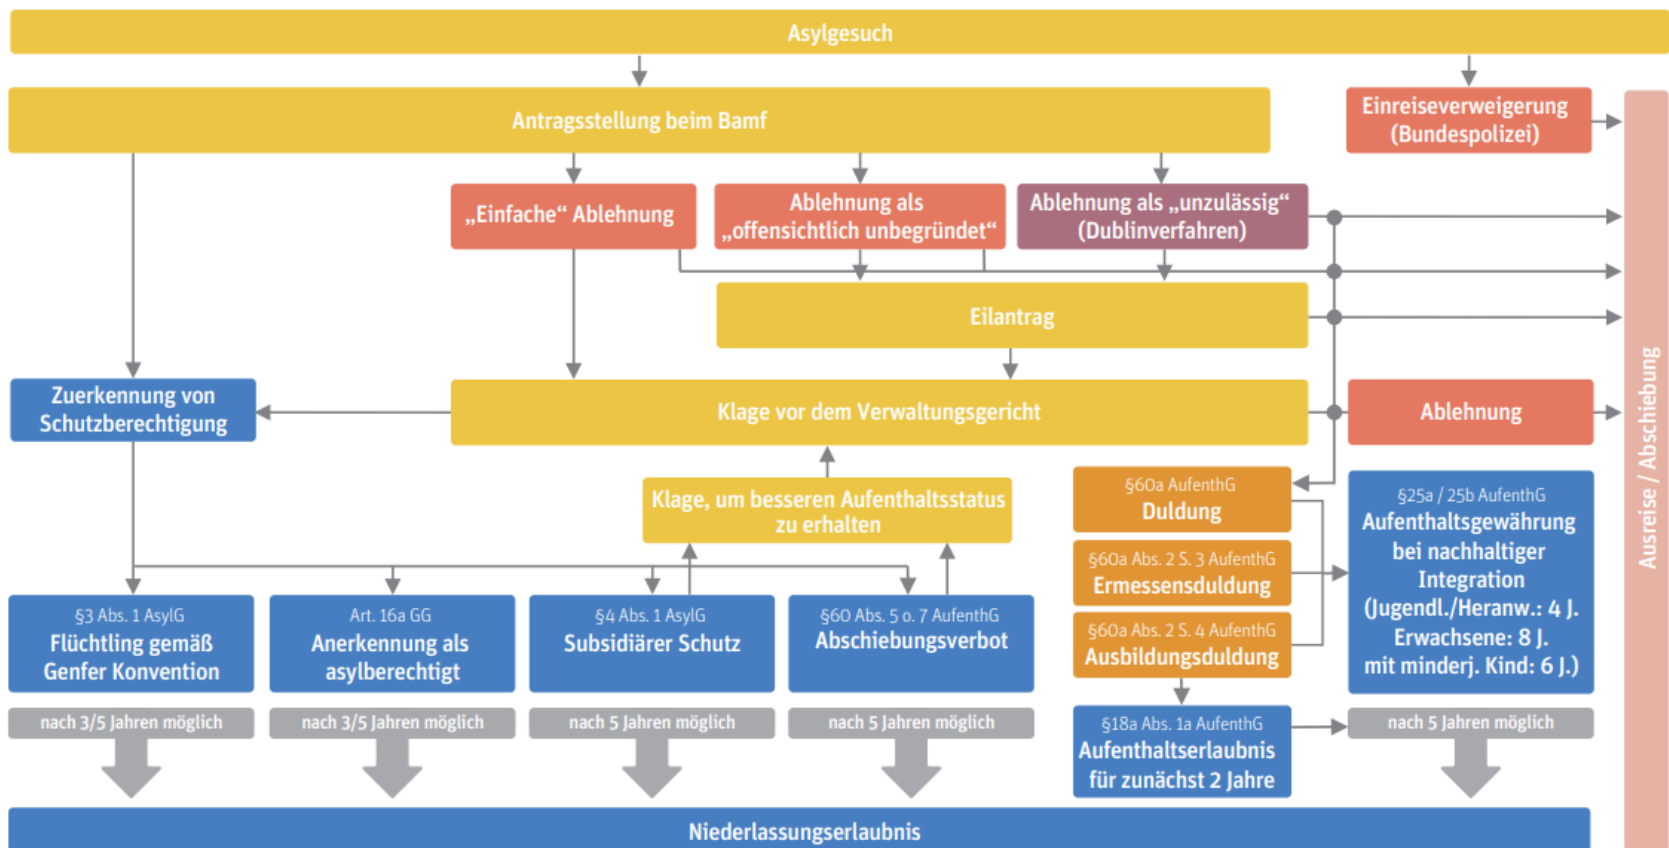 Asylgesuch
Antragsstellung beim Bamf
Einreiseverweigerung
(Bundespolizei)
„Einfache“ Ablehnung
Ablehnung als
„offensichtlich unbegründet“
Ablehnung als „unzulässig“
(Dublinverfahren)
Eilantrag
Zuerkennung von
Schutzberechtigung
Klage vor dem Verwaltungsgericht
Ablehnung
Ausreise / Abschiebung
Klage, um besseren Aufenthaltsstatus
zu erhalten
§60a AufenthG
Duldung
§60a Abs. 2 S. 3 AufenthG
Ermessensduldung
§60a Abs. 2 S. 4 AufenthG
Ausbildungsduldung
§25a / 25b AufenthG
Aufenthaltsgewährung
bei nachhaltiger
Integration
(Jugendl./Heranw.: 4 J.
Erwachsene: 8 J.
mit minderj. Kind: 6 J.)
§3 Abs. 1 AsylG
Flüchtling gemäß
Genfer Konvention
Art. 16a GG
Anerkennung als
asylberechtigt
§4 Abs. 1 AsylG
Subsidiärer Schutz
§60 Abs. 5 o. 7 AufenthG
Abschiebungsverbot
nach 3/5 Jahren möglich
nach 3/5 Jahren möglich
nach 5 Jahren möglich
nach 5 Jahren möglich
§18a Abs. 1a AufenthG
Aufenthaltserlaubnis
für zunächst 2 Jahre
nach 5 Jahren möglich
Niederlassungserlaubnis